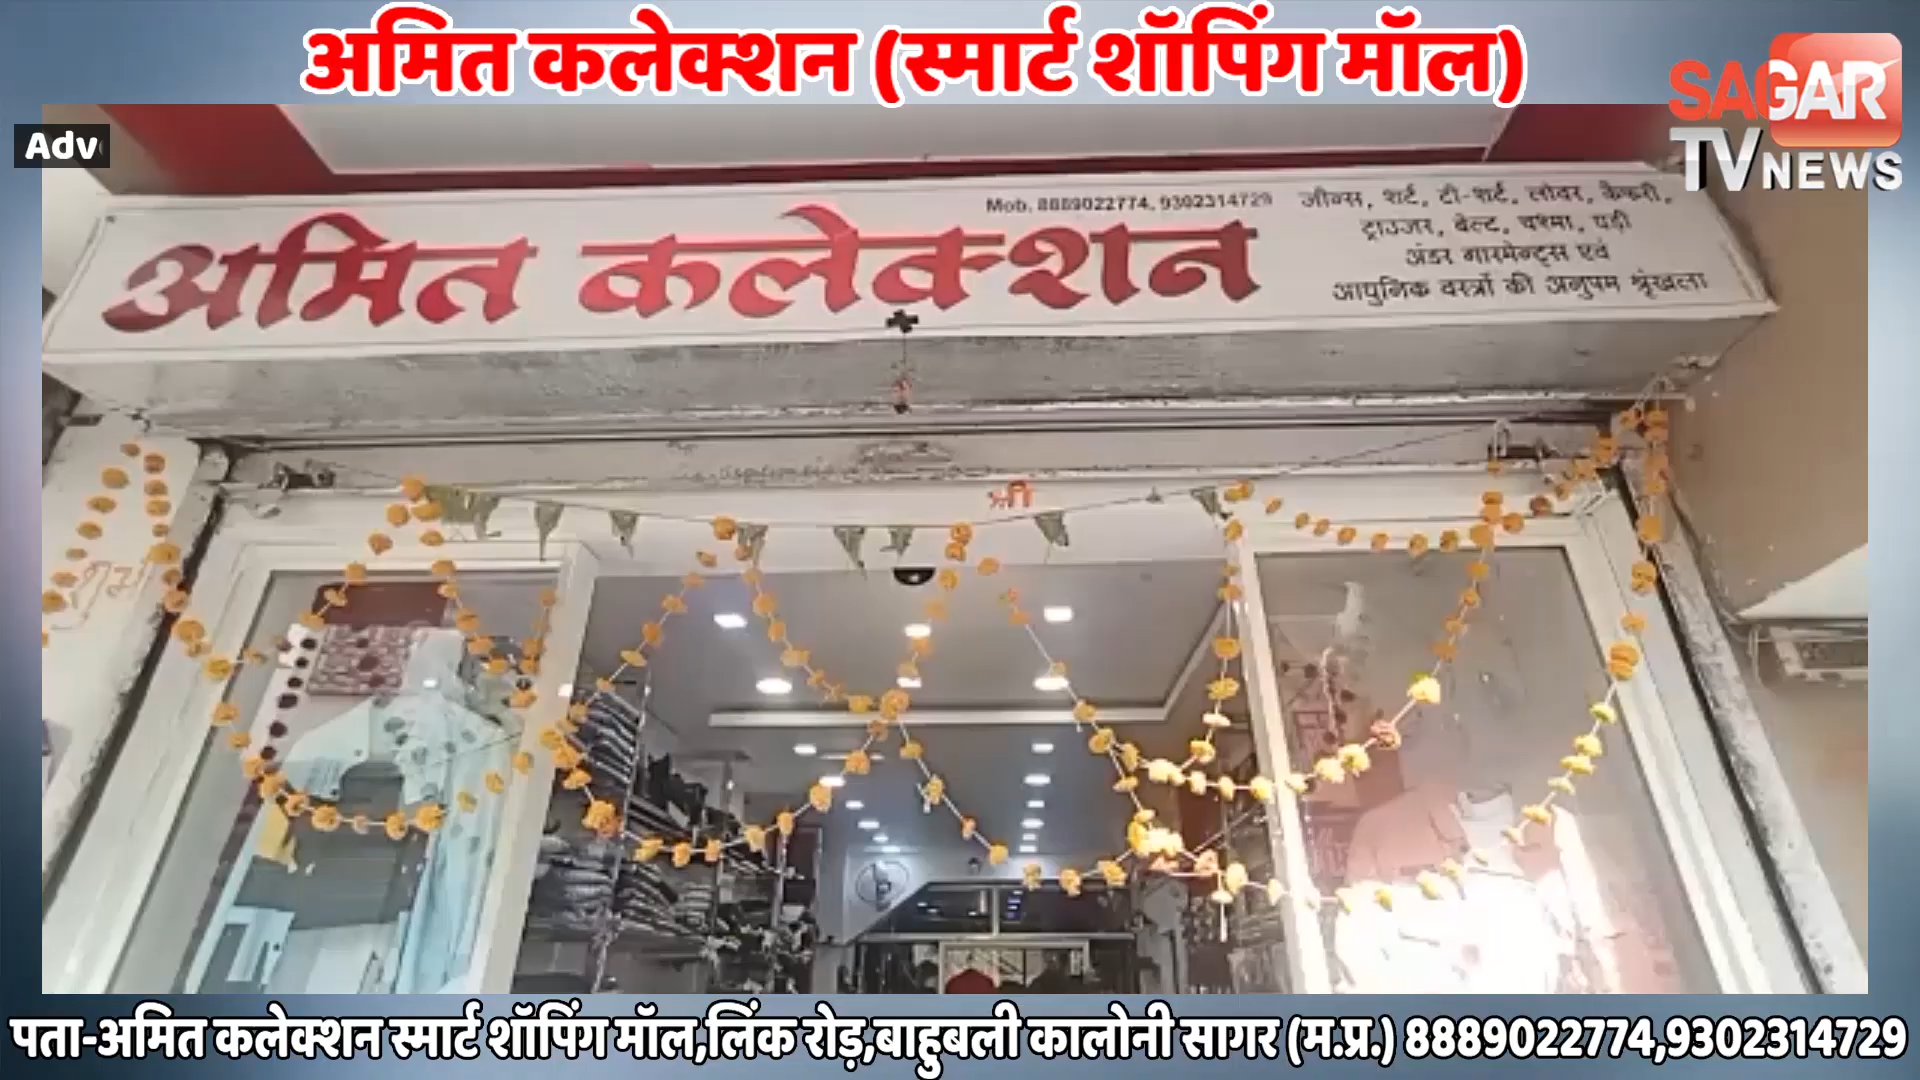 अमित कलेक्शन (स्मार्ट शॉपिंग मॉल)
SAGAR
TV NEWS
Adv
Mob. 8889022774, 9302314729
अमित कलेक्शन
जीन्स, शर्ट, टी-शर्ट, लोवर, कैफरी,
ट्राउजर, बेल्ट, चश्मा, घड़ी
अंडर गारमेन्ट्स एवं
आधुनिक वस्त्रों की अनुपम श्रृंखला
श्री
शुभ
पता-अमित कलेक्शन स्मार्ट शॉपिंग मॉल,लिंक रोड़,बाहुबली कालोनी सागर (म.प्र.) 8889022774,9302314729